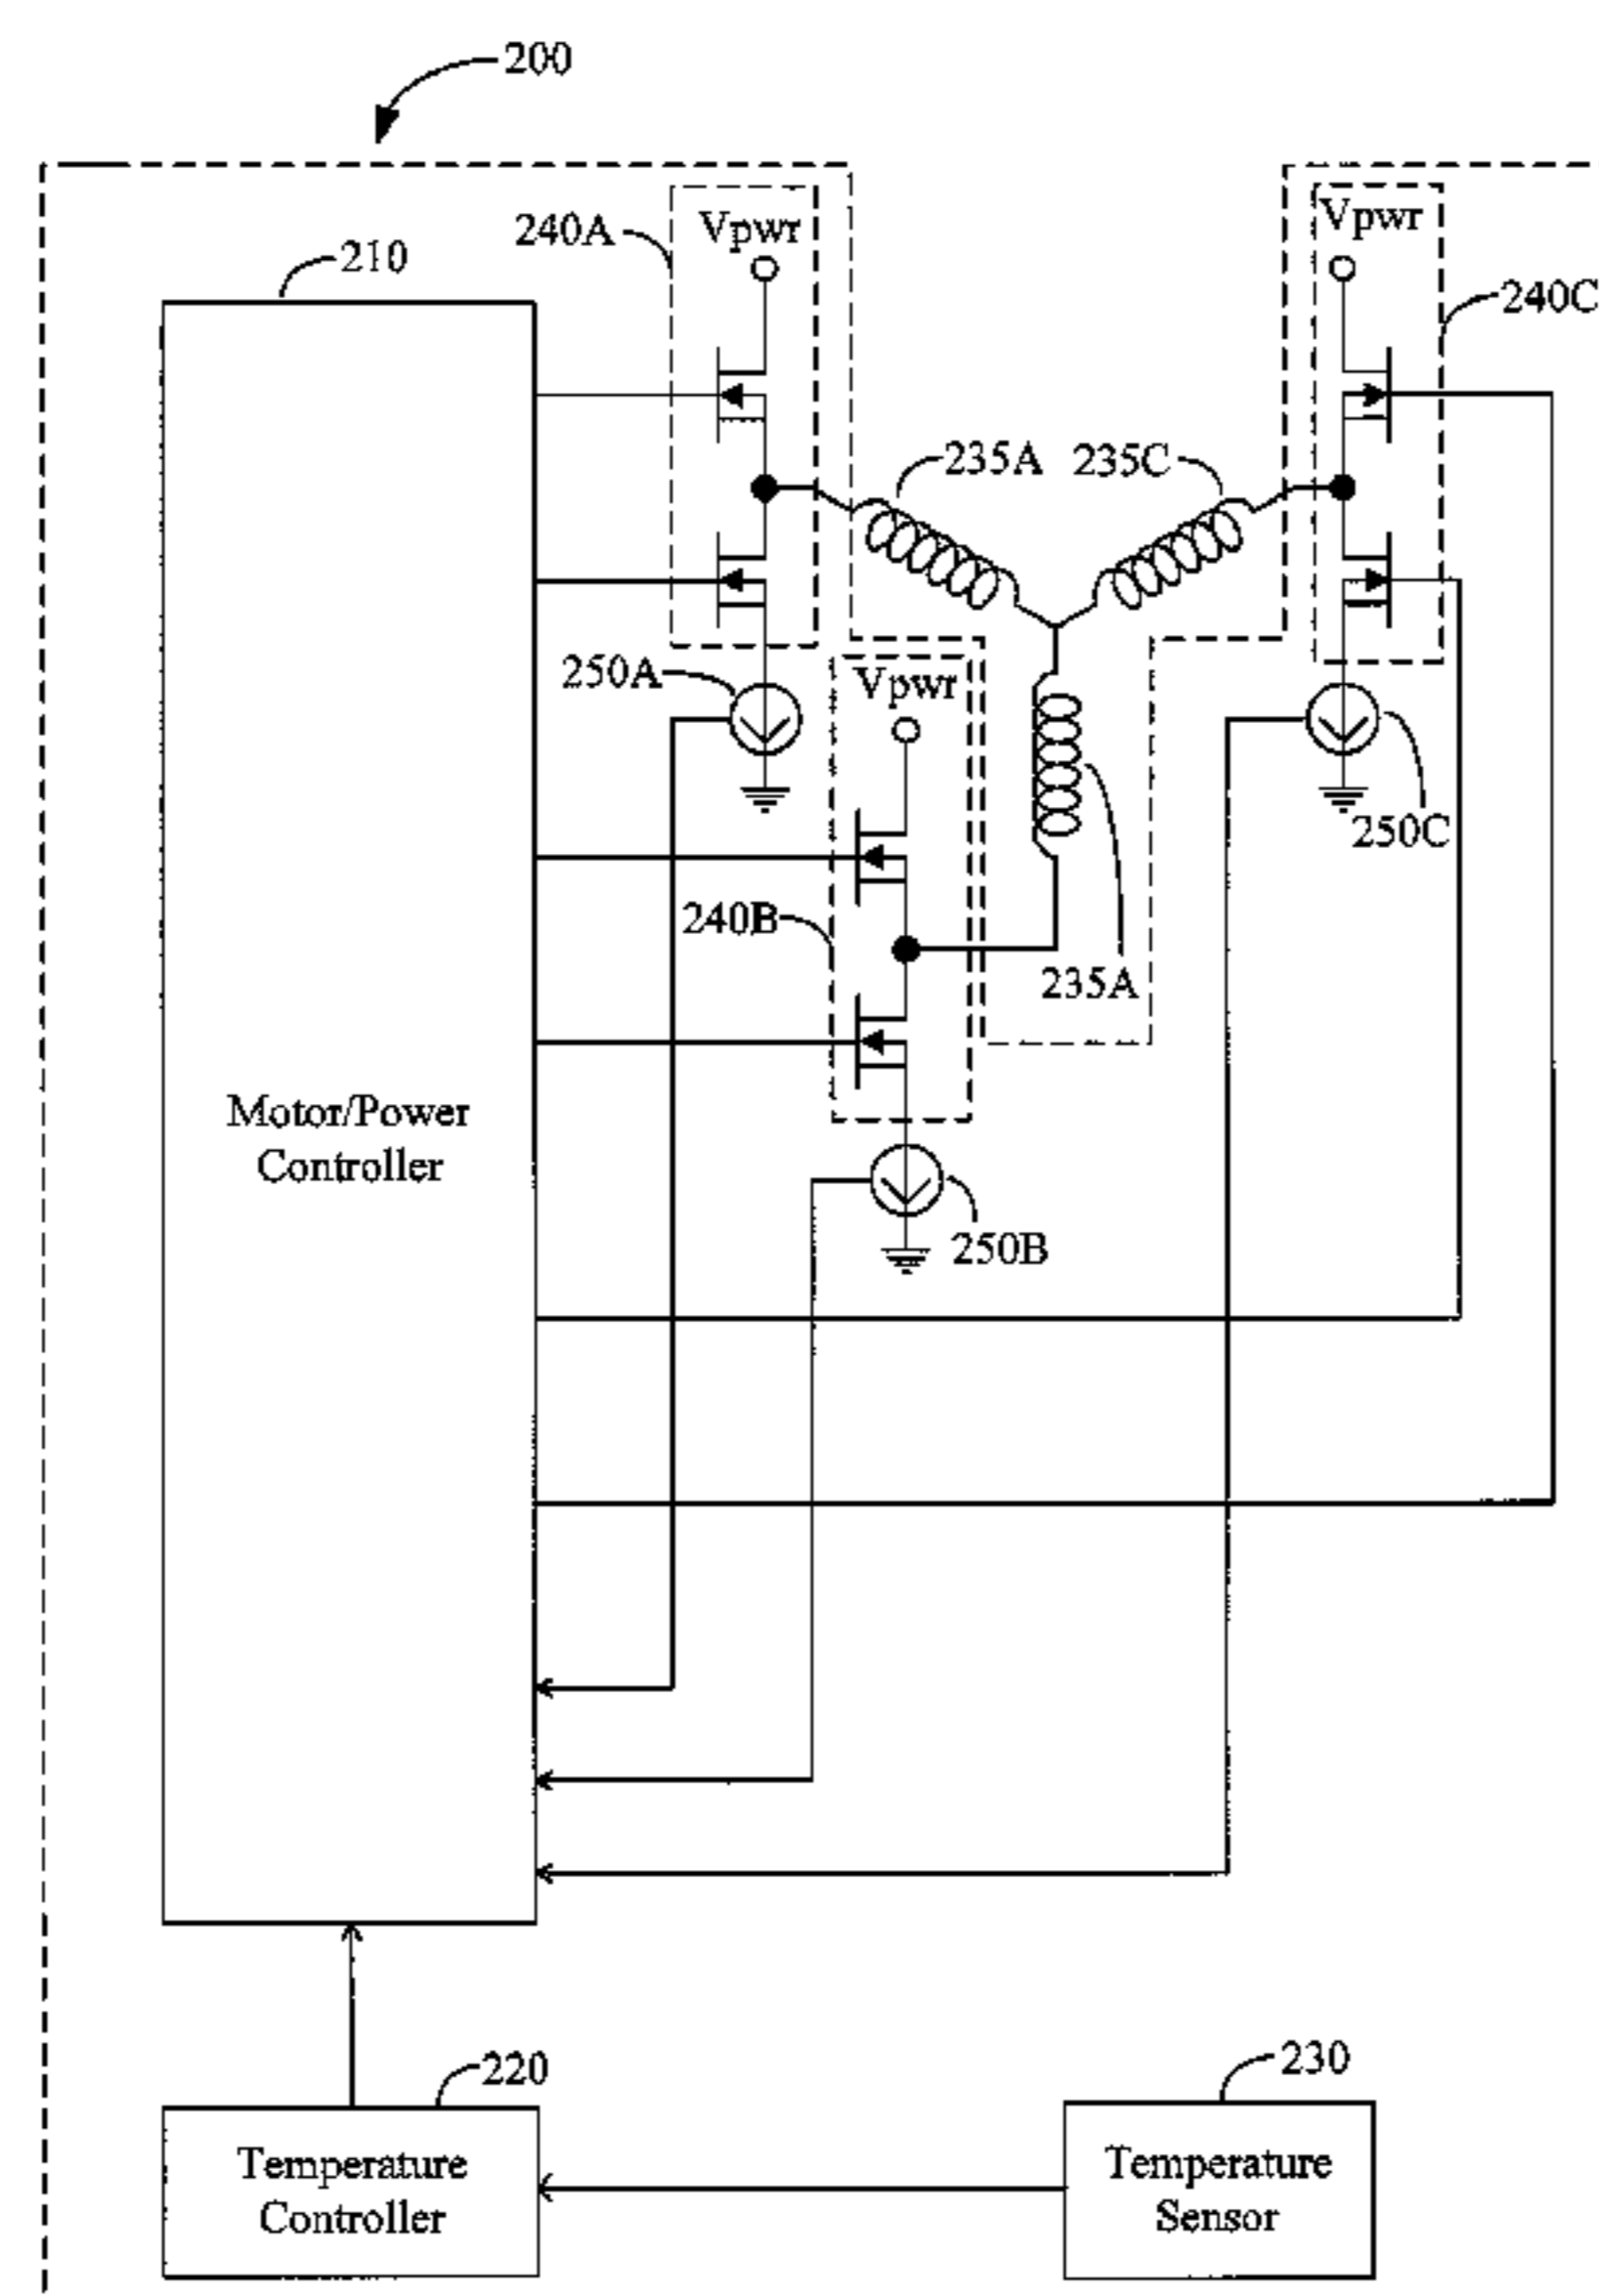 200
240A
Vpwr
Vpwr
210
240C
235A
235C
250A
Vpwr
250C
240B
235A
Motor/Power
Controller
250B
220
230
Temperature
Controller
Temperature
Sensor